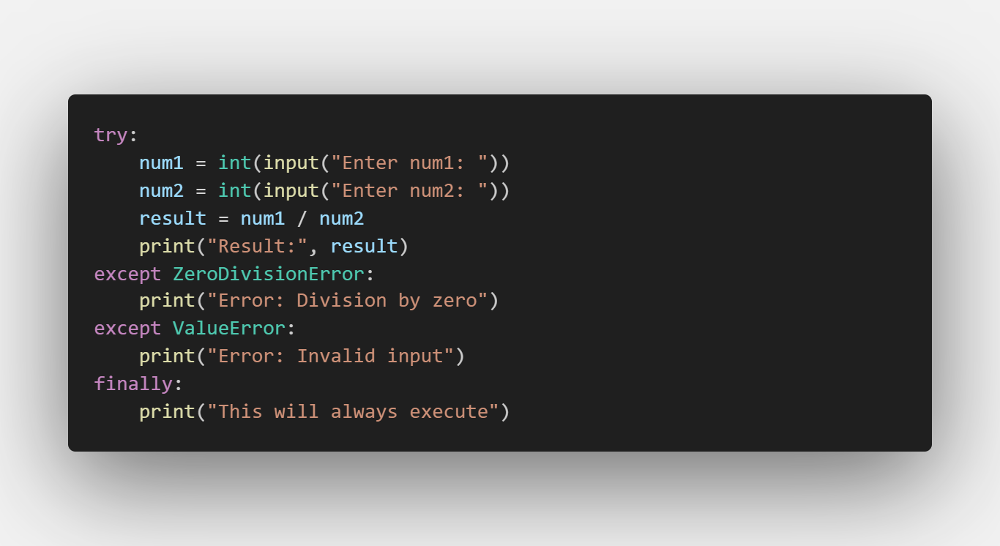 try:
    num1 = int(input("Enter num1: "))
    num2 = int(input("Enter num2: "))
    result = num1 / num2
    print("Result:", result)
except ZeroDivisionError:
    print("Error: Division by zero")
except ValueError:
    print("Error: Invalid input")
finally:
    print("This will always execute")